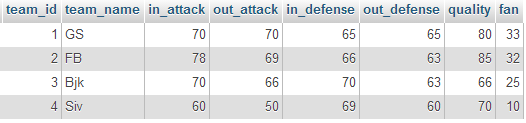 team_id team_name in_attack out_attack in_defense out_defense quality fan
1 GS 70 70 65 65 80 33
2 FB 78 69 66 63 85 32
3 Bjk 70 66 70 63 66 25
4 Siv 60 50 69 60 70 10